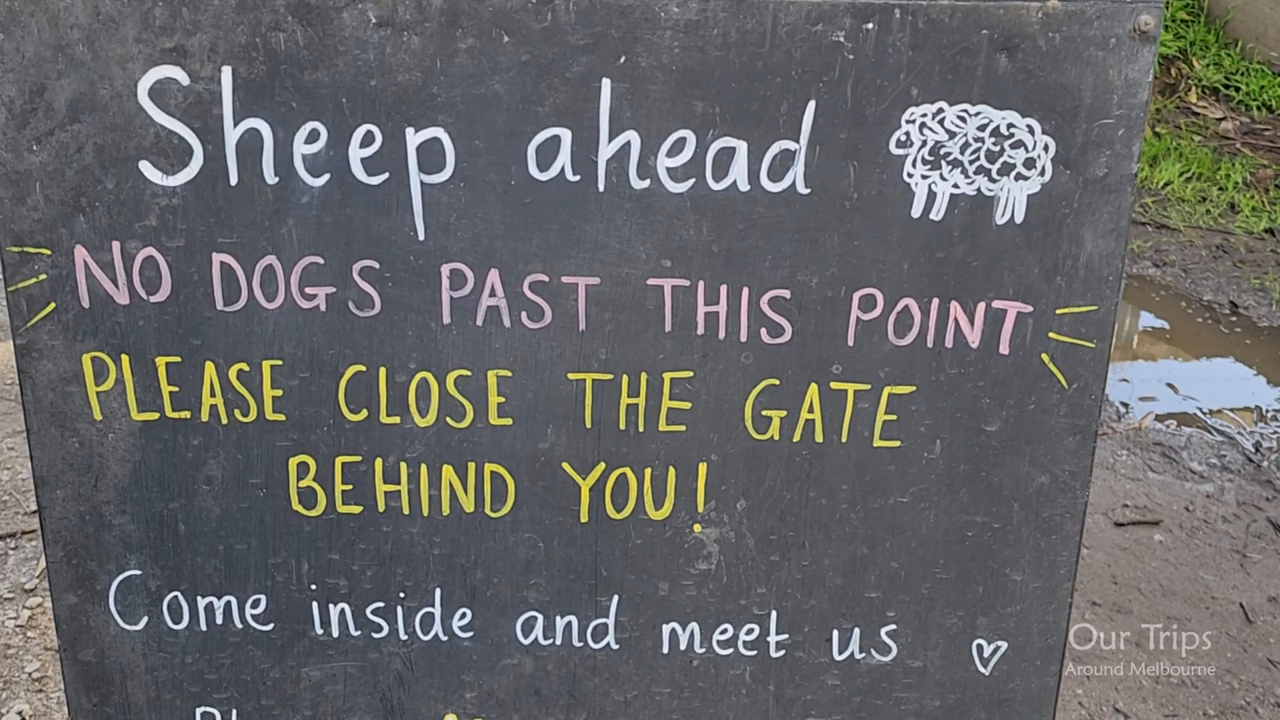 Sheep ahead
NO DOGS PAST THIS POINT
PLEASE CLOSE THE GATE
BEHIND YOU!
Come inside and meet us
Our Trips
Around Melbourne